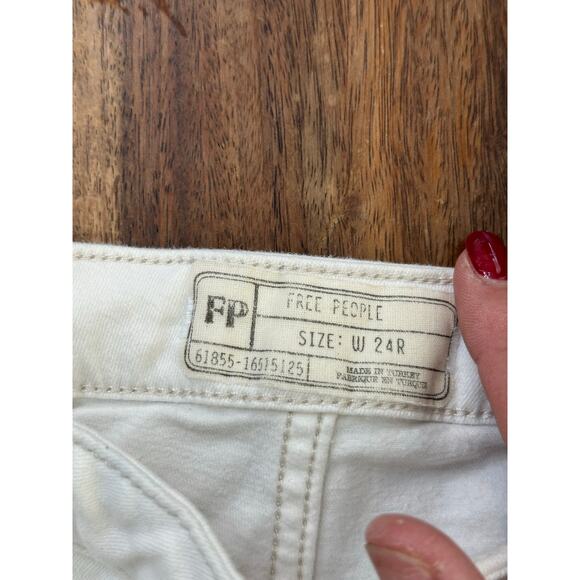 FP
FREE PEOPLE
SIZE: W 24R
61855-16515125
MADE IN TURKEY
FABRIQUE EN TURQUIE